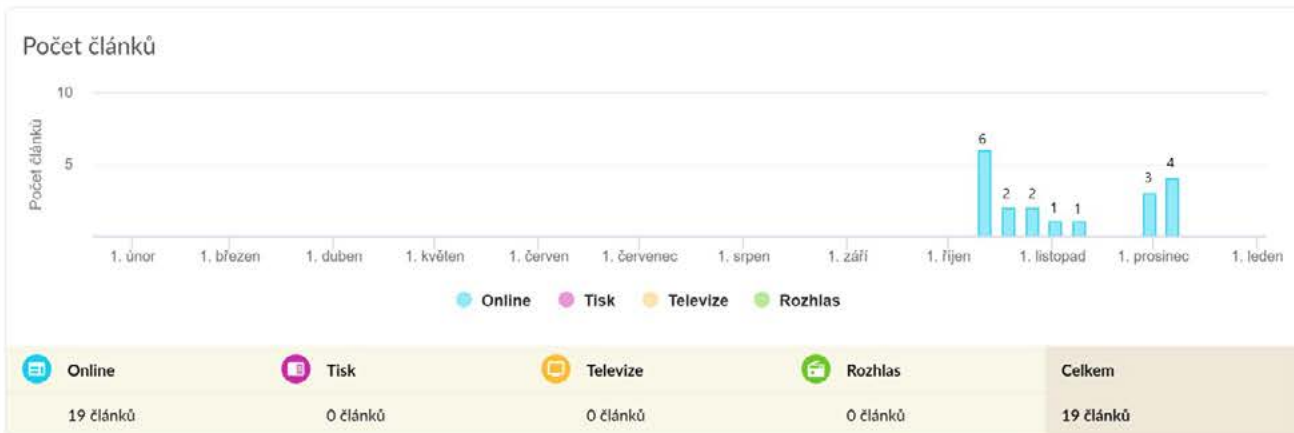 Počet článků
10
Počet článků
5
6
2
2
1
1
3
4
1. únor
1. březen
1. duben
1. květen
1. červen
1. červenec
1. srpen
1. září
1. říjen
1. listopad
1. prosinec
1. leden
Online
Tisk
Televize
Rozhlas
Online
Tisk
Televize
Rozhlas
Celkem
19 článků
0 článků
0 článků
0 článků
19 článků